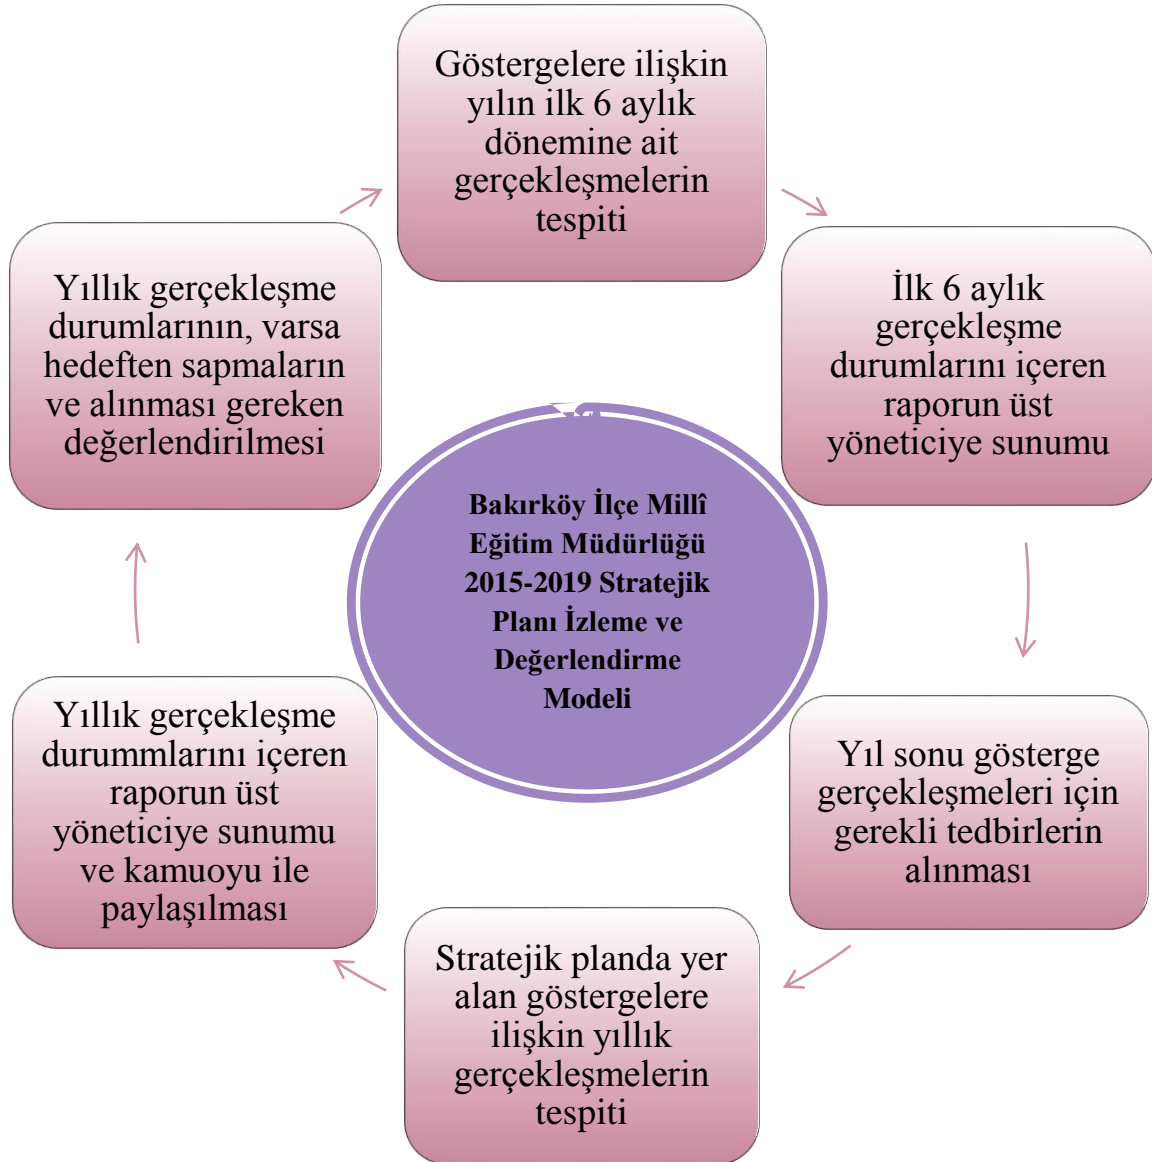 Göstergelere ilişkin
yılın ilk 6 aylık
dönemine ait
gerçekleşmelerin
tespiti
İlk 6 aylık
gerçekleşme
durumlarını içeren
raporun üst
yöneticiye sunumu
Yıl sonu gösterge
gerçekleşmeleri için
gerekli tedbirlerin
alınması
Stratejik planda yer
alan göstergelere
ilişkin yıllık
gerçekleşmelerin
tespiti
Yıllık gerçekleşme
durummlarını içeren
raporun üst
yöneticiye sunumu
ve kamuoyu ile
paylaşılması
Yıllık gerçekleşme
durumlarının, varsa
hedeften sapmaların
ve alınması gereken
değerlendirilmesi
Bakırköy İlçe Millî
Eğitim Müdürlüğü
2015-2019 Stratejik
Planı İzleme ve
Değerlendirme
Modeli